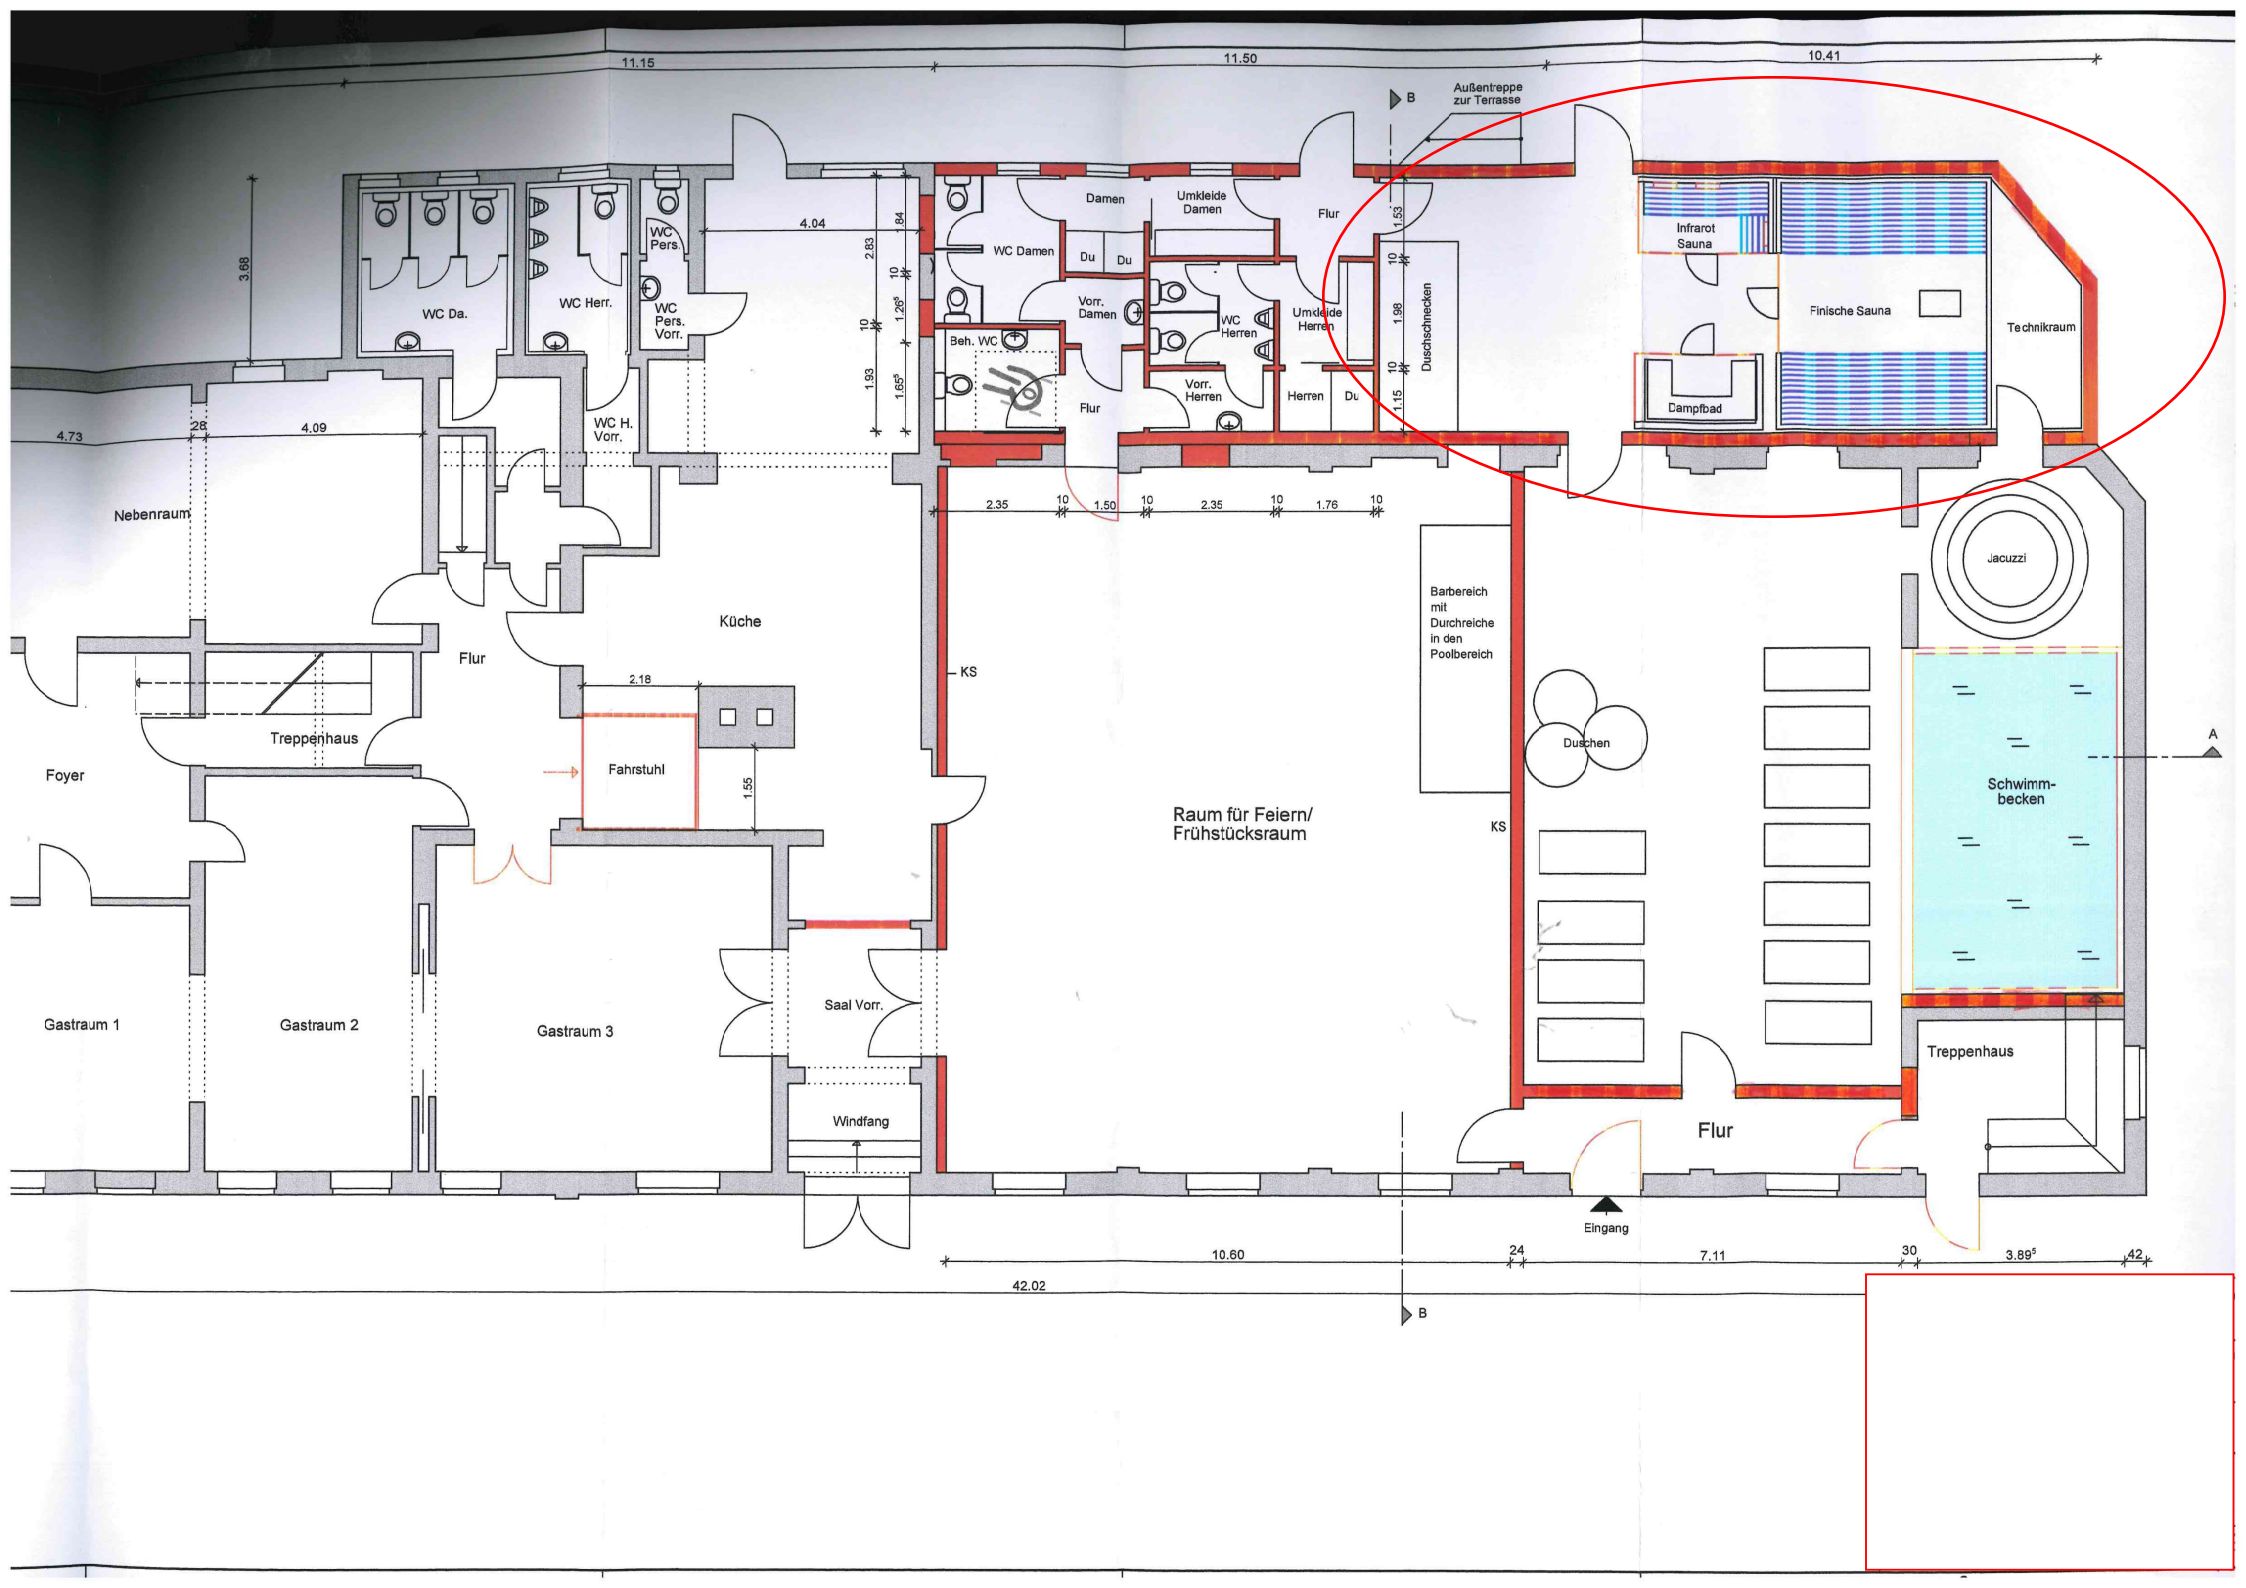 11.15
11.50
10.41
Außentreppe
zur Terrasse
B
3.68
4.04
2.83
10
1.93
1.84
10
1.26⁵
1.65⁵
WC Da.
WC Herr.
WC
Pers.
WC
Pers.
Vorr.
WC H.
Vorr.
WC Damen
Damen
Du
Du
Umkleide
Damen
Flur
Vorr.
Damen
Beh. WC
Flur
WC
Herren
Umkleide
Herren
Vorr.
Herren
Herren
Du
1.53
10
1.98
10
1.15
Duschschnecken
Infrarot
Sauna
Finische Sauna
Technikraum
Dampfbad
4.73
28
4.09
2.35
10
1.50
10
2.35
10
1.76
10
Nebenraum
Jacuzzi
Küche
Flur
KS
Barbereich
mit
Durchreiche
in den
Poolbereich
2.18
Treppenhaus
Foyer
Fahrstuhl
1.55
Duschen
A
Schwimm-
becken
Raum für Feiern/
Frühstücksraum
KS
Saal Vorr.
Gastraum 1
Gastraum 2
Gastraum 3
Treppenhaus
Windfang
Flur
Eingang
10.60
24
7.11
30
3.89⁵
42
42.02
B